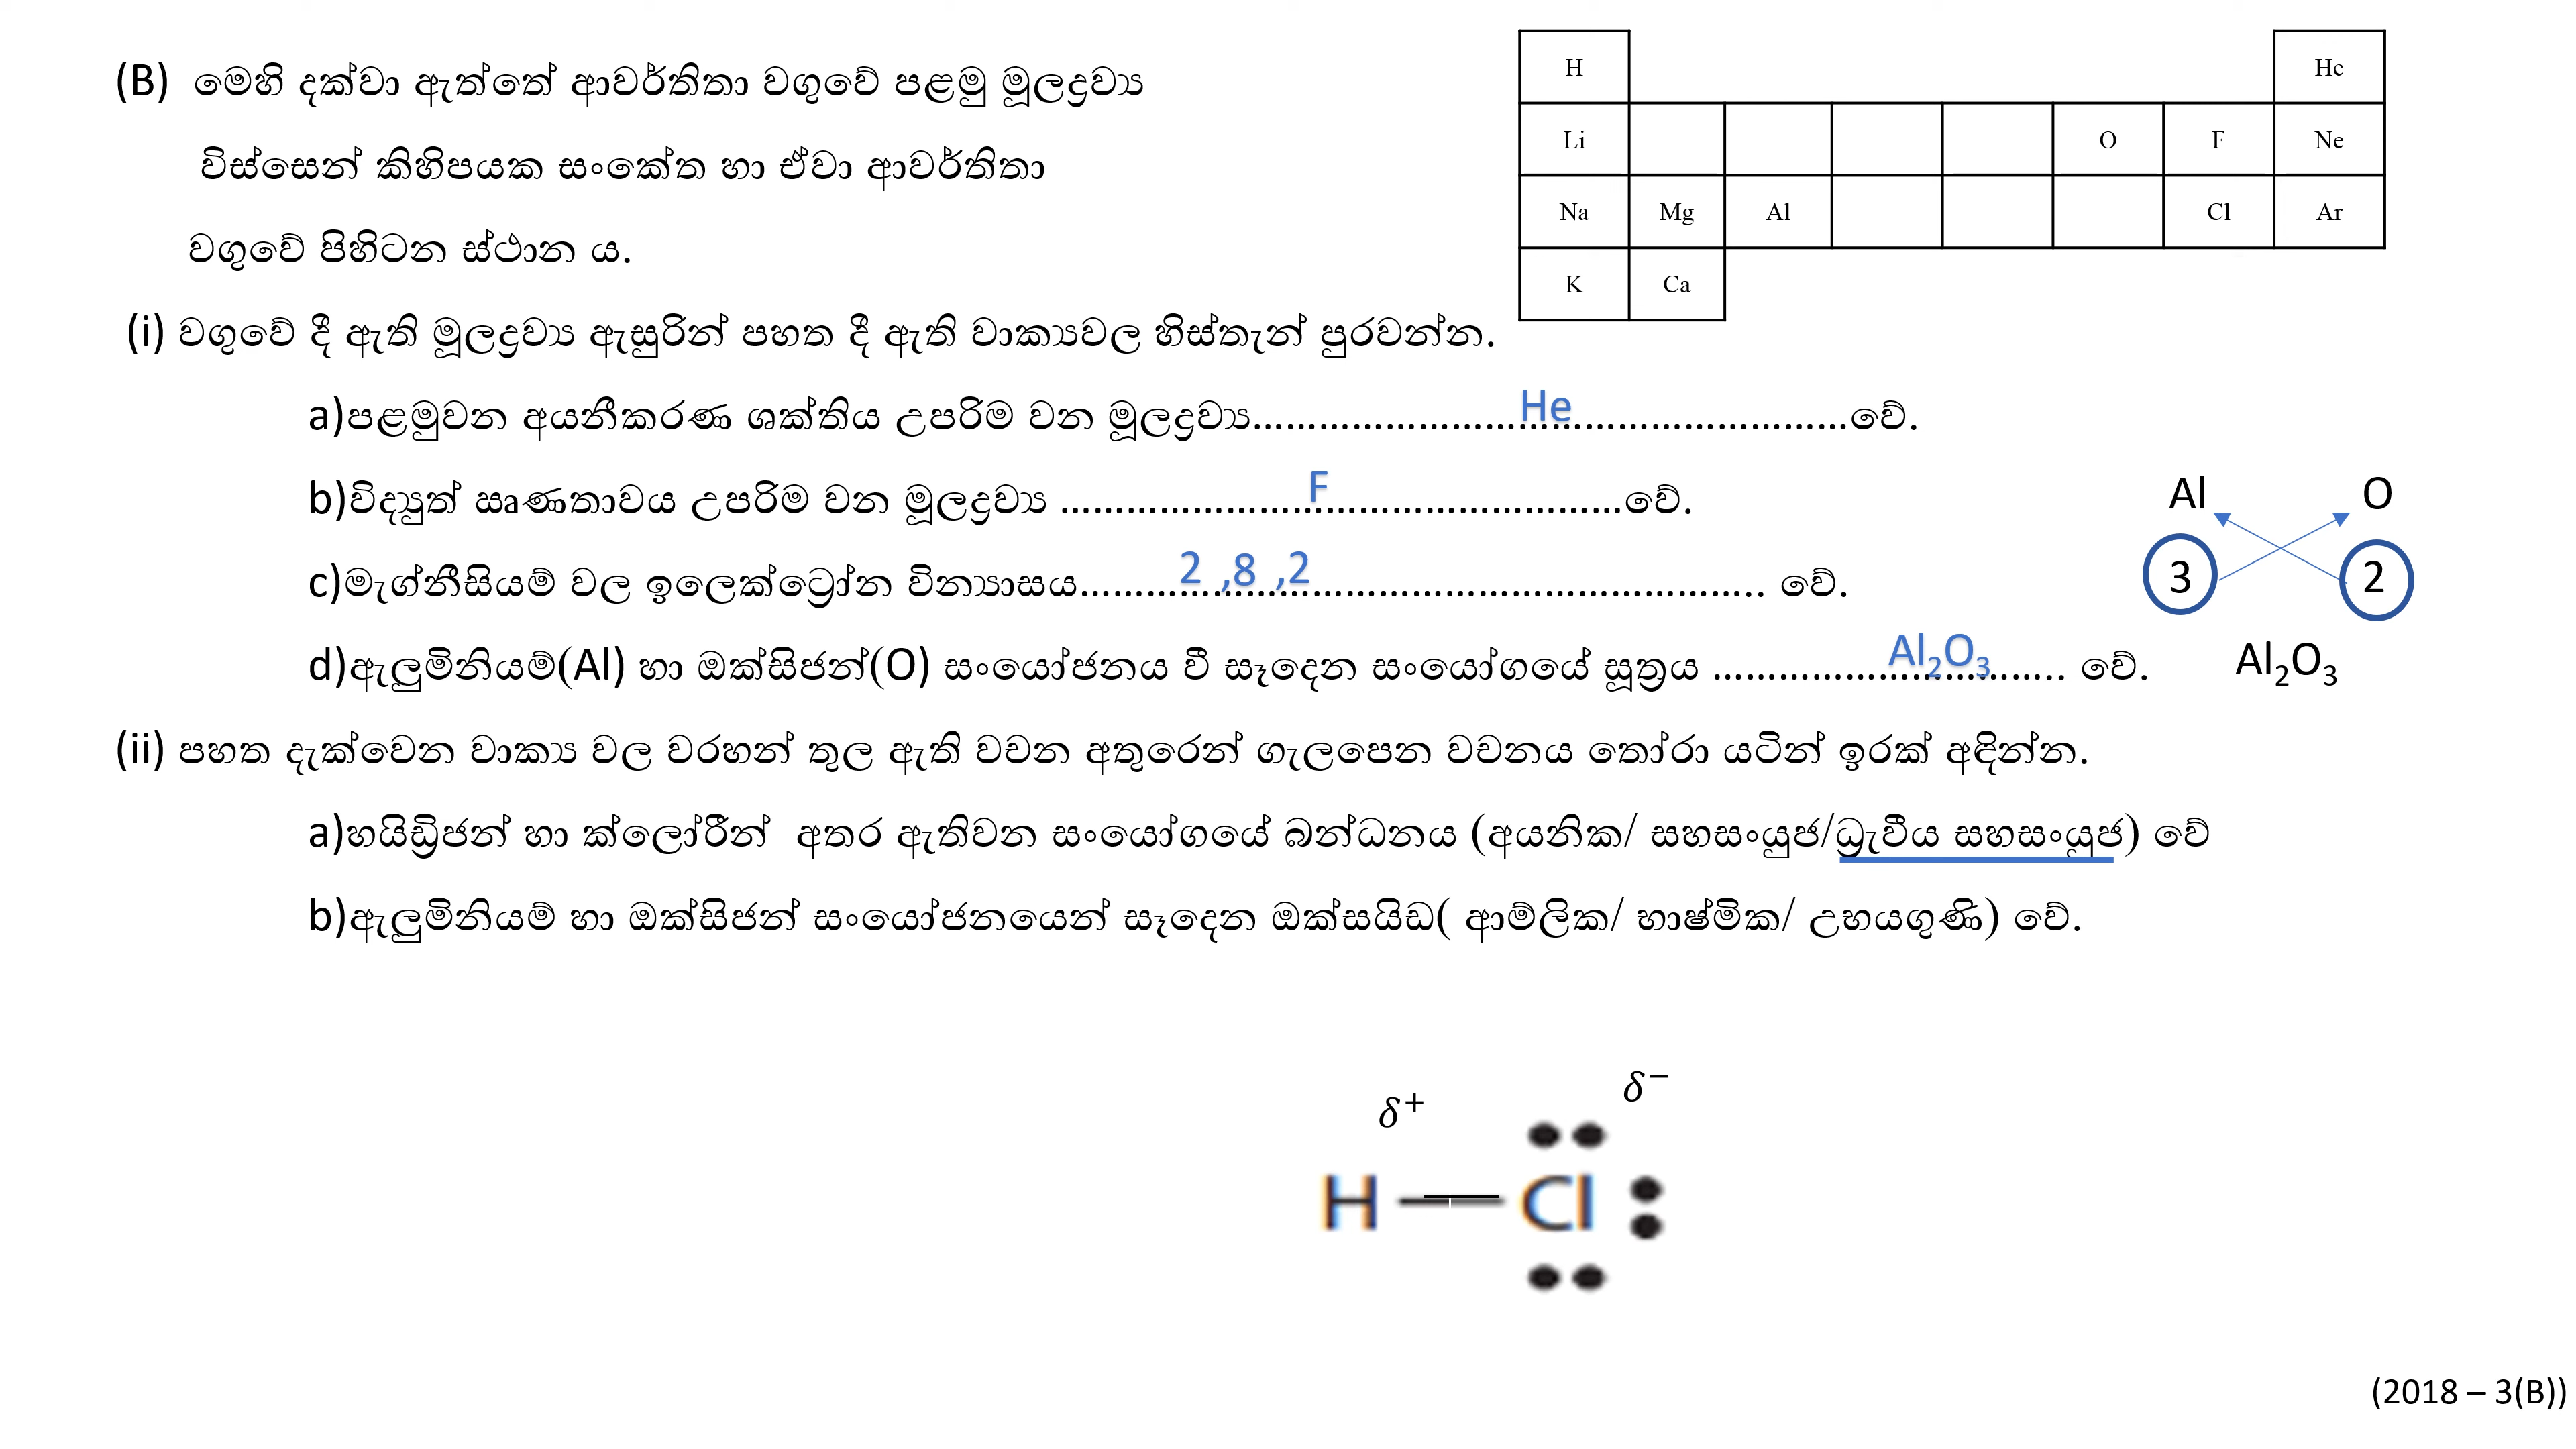 (B) මෙහි දක්වා ඇත්තේ ආවර්තිතා වගුවේ පළමු මූලද්‍රව්‍ය
විස්සෙන් කිහිපයක සංකේත හා ඒවා ආවර්තිතා
වගුවේ පිහිටන ස්ථාන ය.
H He
Li O F Ne
Na Mg Al Cl Ar
K Ca
(i) වගුවේ දී ඇති මූලද්‍රව්‍ය ඇසුරින් පහත දී ඇති වාක්‍යවල හිස්තැන් පුරවන්න.
a)පළමුවන අයනීකරණ ශක්තිය උපරිම වන මූලද්‍රව්‍ය……………………He……………………වේ.
b)විද්‍යුත් ඍණතාවය උපරිම වන මූලද්‍රව්‍ය ……………………F……………………වේ.
c)මැග්නීසියම් වල ඉලෙක්ට්‍රෝන වින්‍යාසය…………2 ,8 ,2…………………………….. වේ.
d)ඇලුමිනියම්(Al) හා ඔක්සිජන්(O) සංයෝජනය වී සෑදෙන සංයෝගයේ සූත්‍රය ……………Al₂O₃…….. වේ.
Al O
3 2
Al₂O₃
(ii) පහත දැක්වෙන වාක්‍ය වල වරහන් තුල ඇති වචන අතුරෙන් ගැලපෙන වචනය තෝරා යටින් ඉරක් අඳින්න.
a)හයිඩ්‍රිජන් හා ක්ලෝරීන් අතර ඇතිවන සංයෝගයේ බන්ධනය (අයනික/ සහසංයුජ/ධ්‍රැවීය සහසංයුජ) වේ
b)ඇලුමිනියම් හා ඔක්සිජන් සංයෝජනයෙන් සෑදෙන ඔක්සයිඩ( ආම්ලික/ භාෂ්මික/ උභයගුණි) වේ.
δ⁺ δ⁻
H — Cl
(2018 – 3(B))